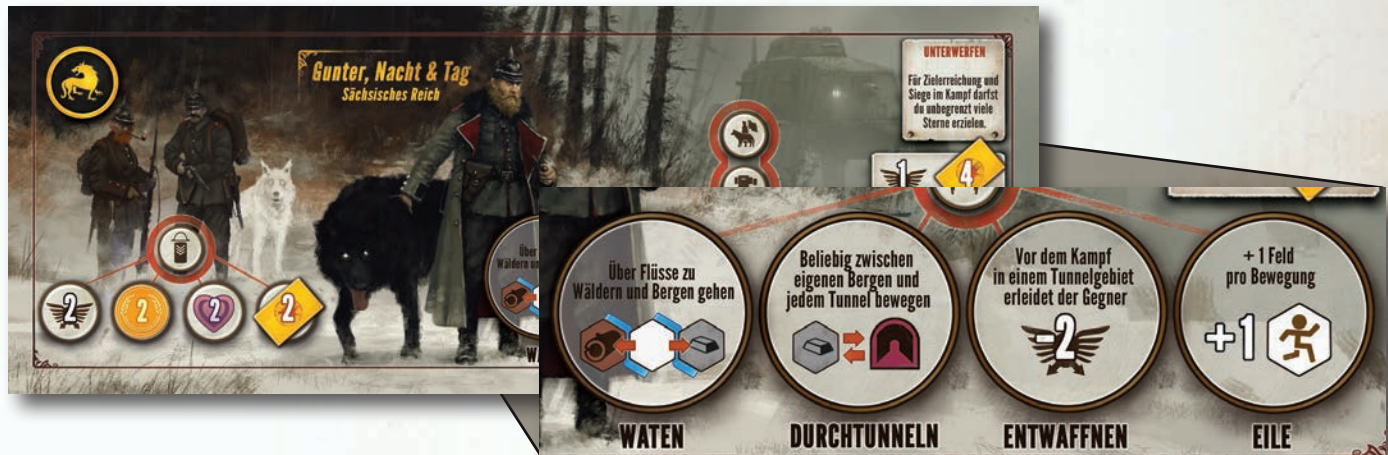 Gunter, Nacht & Tag
Sächsisches Reich
UNTERWERFEN
Für Zielerreichung und
Siege im Kampf darfst
du unbegrenzt viele
Sterne erzielen.
1
4
2
2
2
2
Über
Wäldern un
W
Über Flüsse zu
Wäldern und Bergen gehen
WATEN
Beliebig zwischen
eigenen Bergen und
jedem Tunnel bewegen
DURCHTUNNELN
Vor dem Kampf
in einem Tunnelgebiet
erleidet der Gegner
-2
ENTWAFFNEN
+ 1 Feld
pro Bewegung
+1
EILE